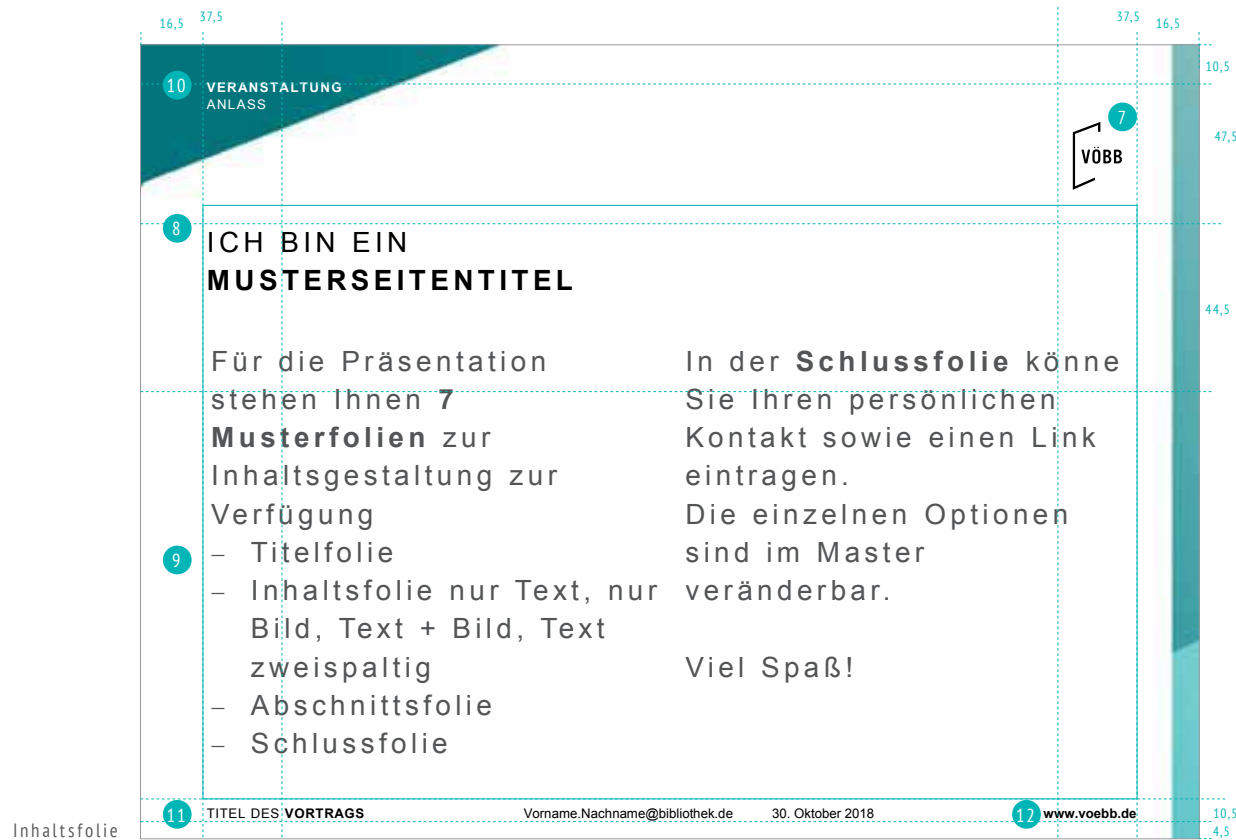 16,5 37,5 37,5 16,5
10,5
10 VERANSTALTUNG
ANLASS
7
47,5
VÖBB
8
ICH BIN EIN
MUSTERSEITENTITEL
44,5
Für die Präsentation
stehen Ihnen 7
Musterfolien zur
Inhaltsgestaltung zur
Verfügung
9
– Titelfolie
– Inhaltsfolie nur Text, nur
Bild, Text + Bild, Text
zweispaltig
– Abschnittsfolie
– Schlussfolie
In der Schlussfolie könne
Sie Ihren persönlichen
Kontakt sowie einen Link
eintragen.
Die einzelnen Optionen
sind im Master
veränderbar.
Viel Spaß!
11 TITEL DES VORTRAGS Vorname.Nachname@bibliothek.de 30. Oktober 2018 12 www.voebb.de 10,5
Inhaltsfolie 4,5